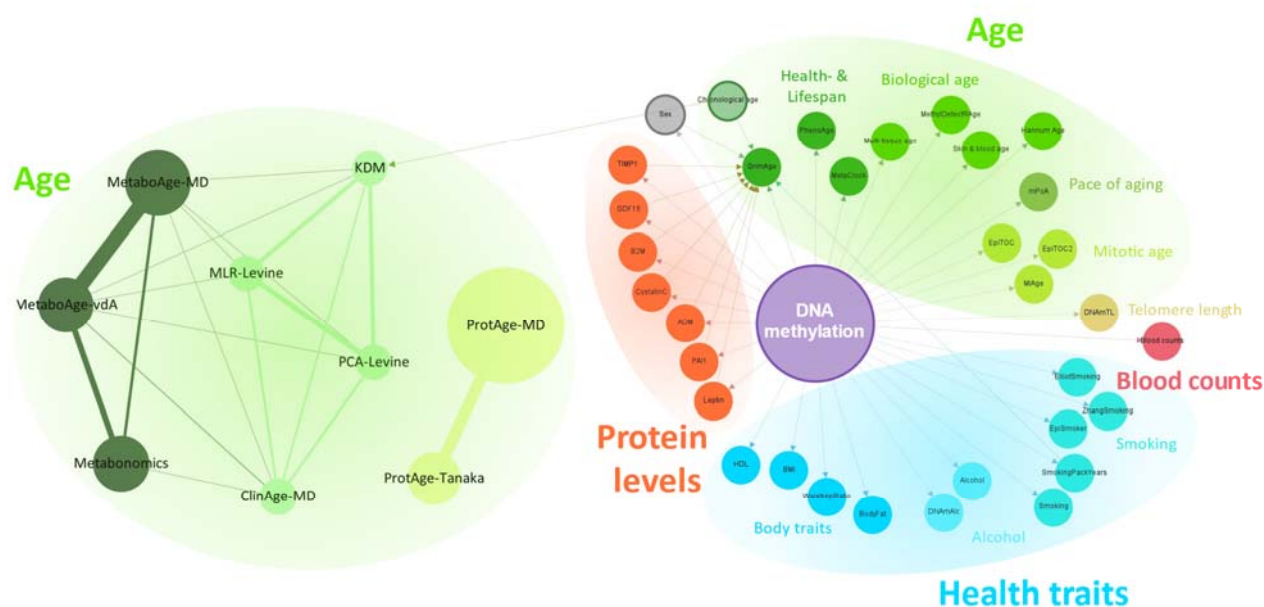 Age
MetaboAge-MD
KDM
MLR-Levine
MetaboAge-vdA
ProtAge-MD
PCA-Levine
Metabonomics
ProtAge-Tanaka
ClinAge-MD
Age
Health- &
Lifespan
Biological age
Chronological age
Sex
PhenoAge
MethylDetectRAge
Hannum Age
Multi-tissue age
Skin & blood age
TIMP1
GrimAge
MetaClock
mPoA
Pace of aging
GDF15
B2M
EpiTOC
EpiTOC2
Mitotic age
CystatinC
MiAge
DNA
methylation
ADM
DNAmTL
Telomere length
PAI1
Blood counts
Leptin
Blood counts
Protein
levels
ZhangSmoking
EpiSmoker
Smoking
HDL
BMI
SmokingPackYears
Alcohol
BodyFat
DNAmAlc
Smoking
Body traits
Alcohol
Health traits